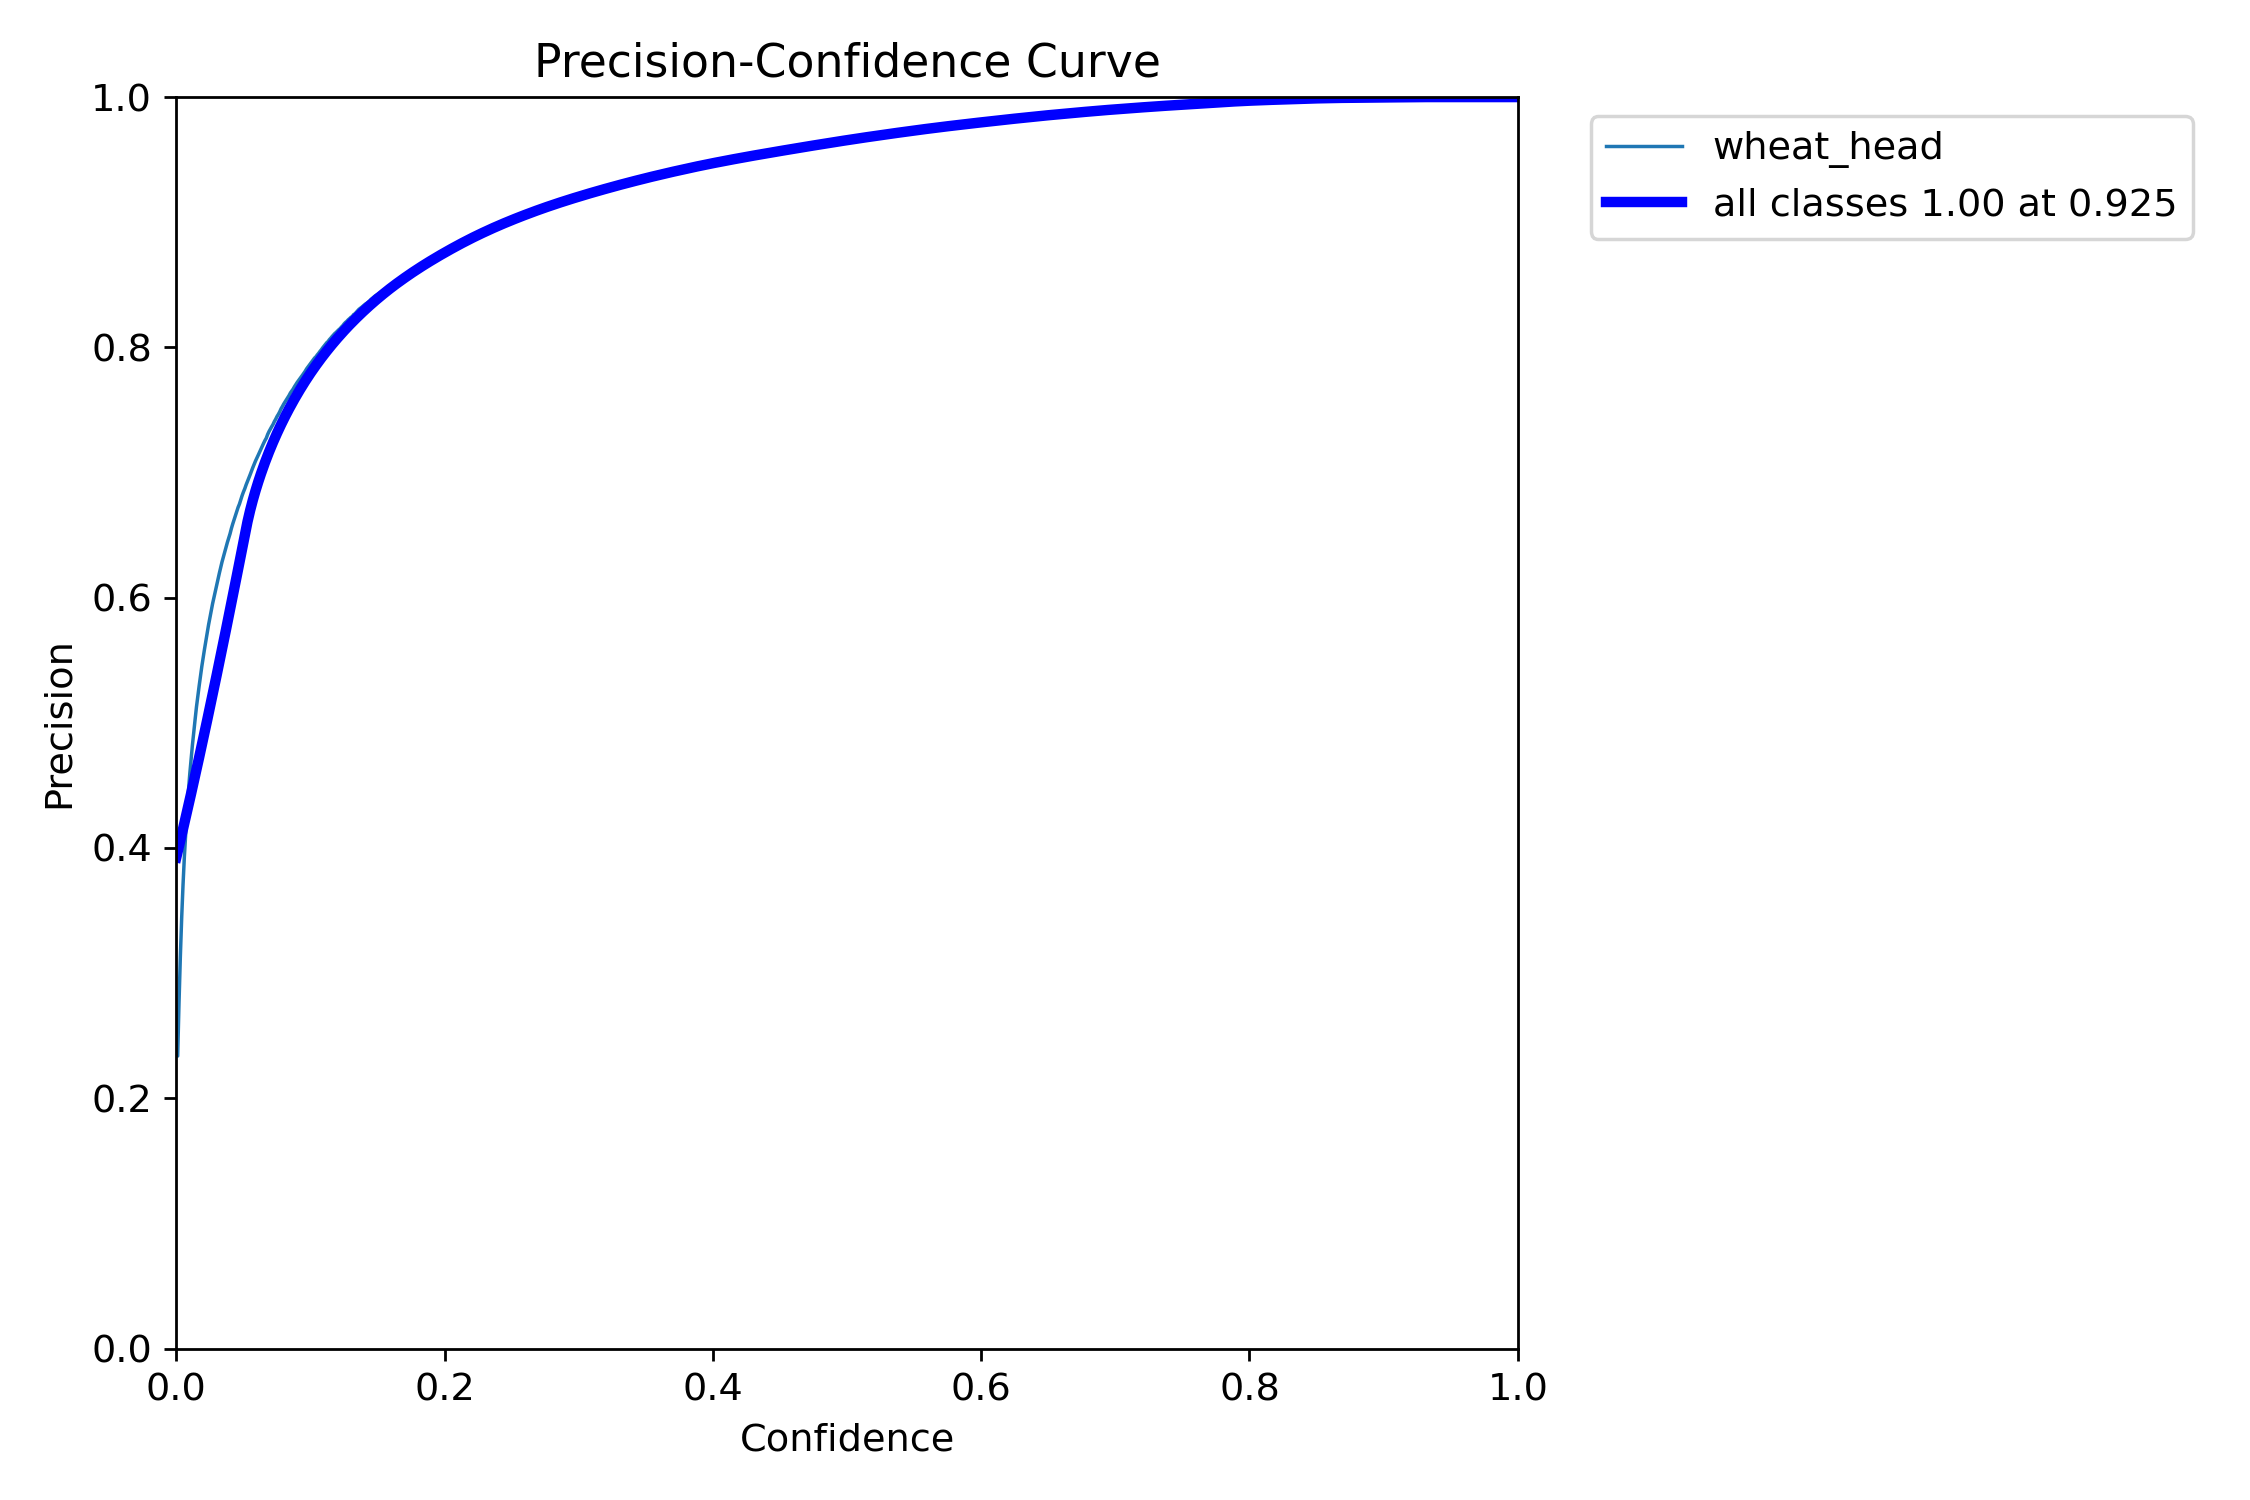 Precision-Confidence Curve
1.0
0.8
0.6
0.4
0.2
0.0
Precision
0.0 0.2 0.4 0.6 0.8 1.0
Confidence
wheat_head
all classes 1.00 at 0.925